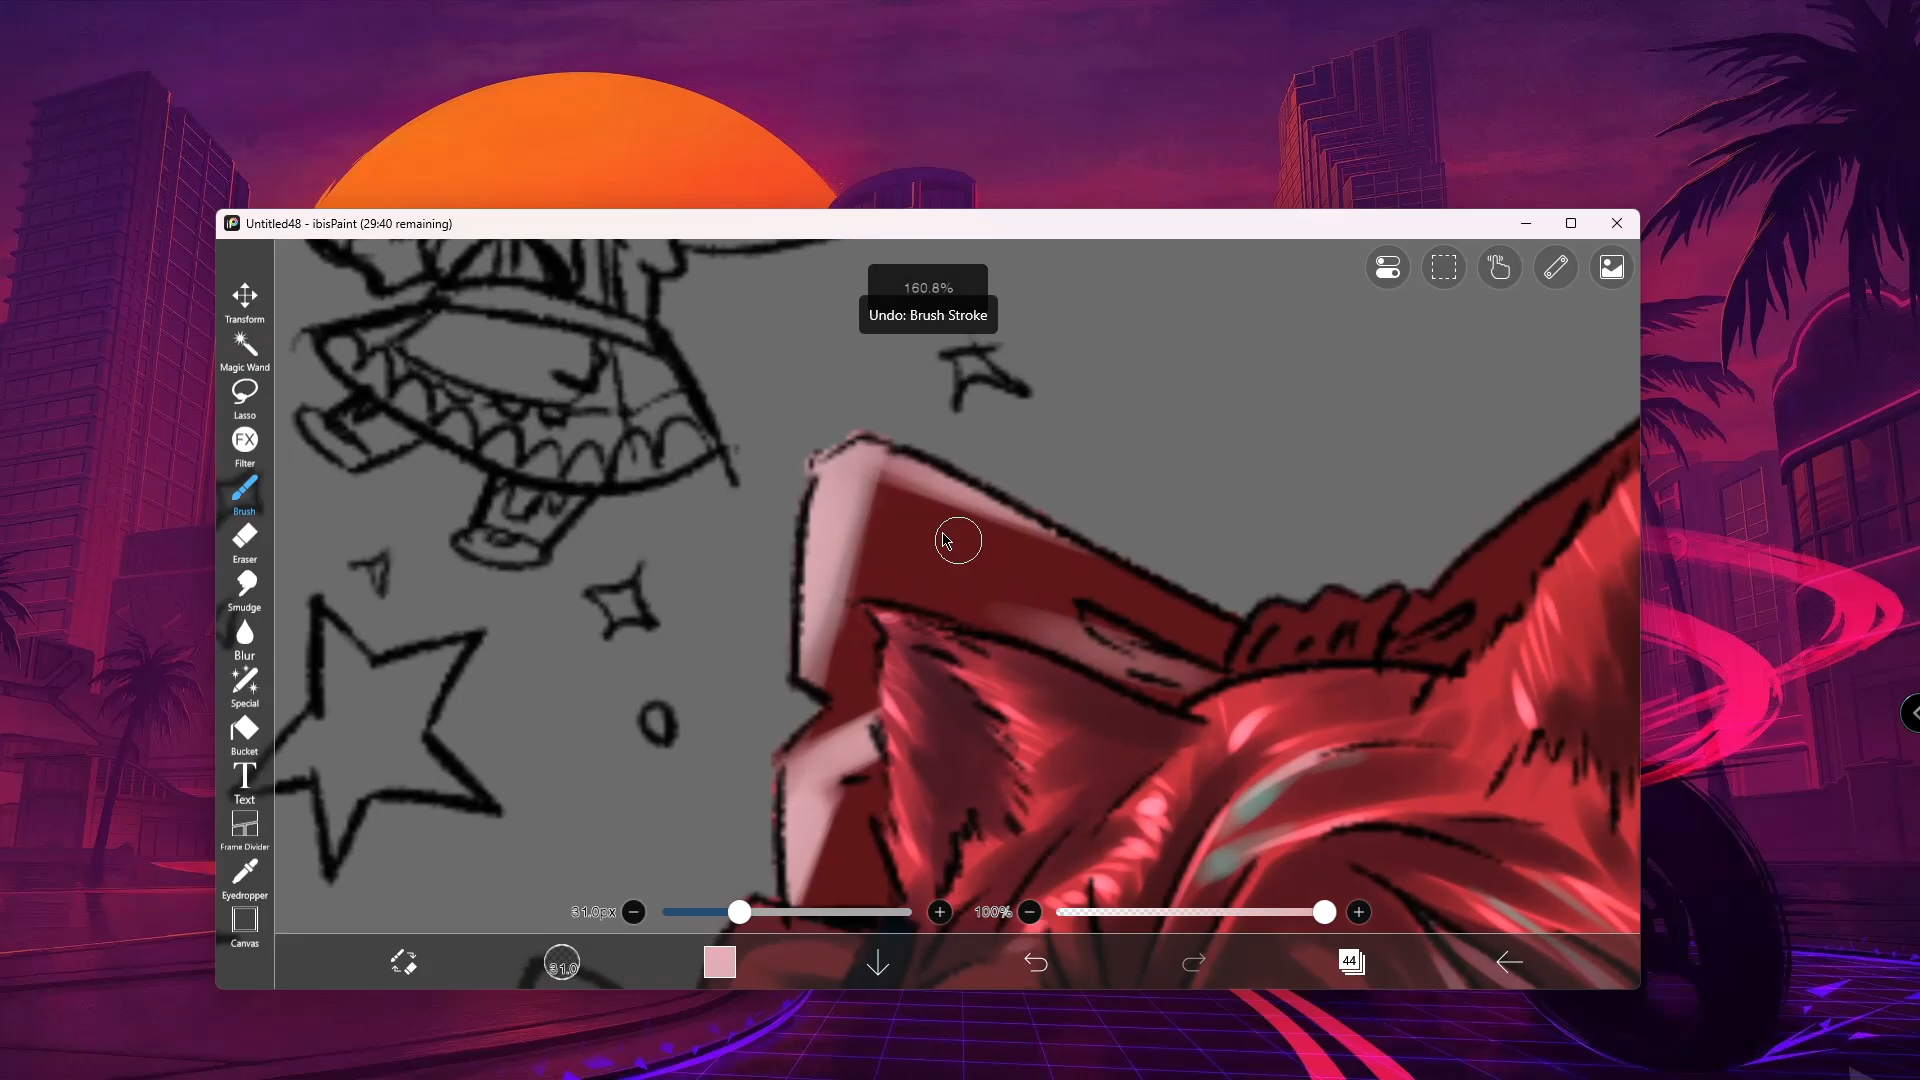 Untitled48 - ibisPaint (29:40 remaining)
160.8%
Undo: Brush Stroke
Transform
Magic Wand
Lasso
FX
Filter
Brush
Eraser
Smudge
Blur
Special
Bucket
T
Text
Frame Divider
Eyedropper
Canvas
31.0px
100%
31.0
44